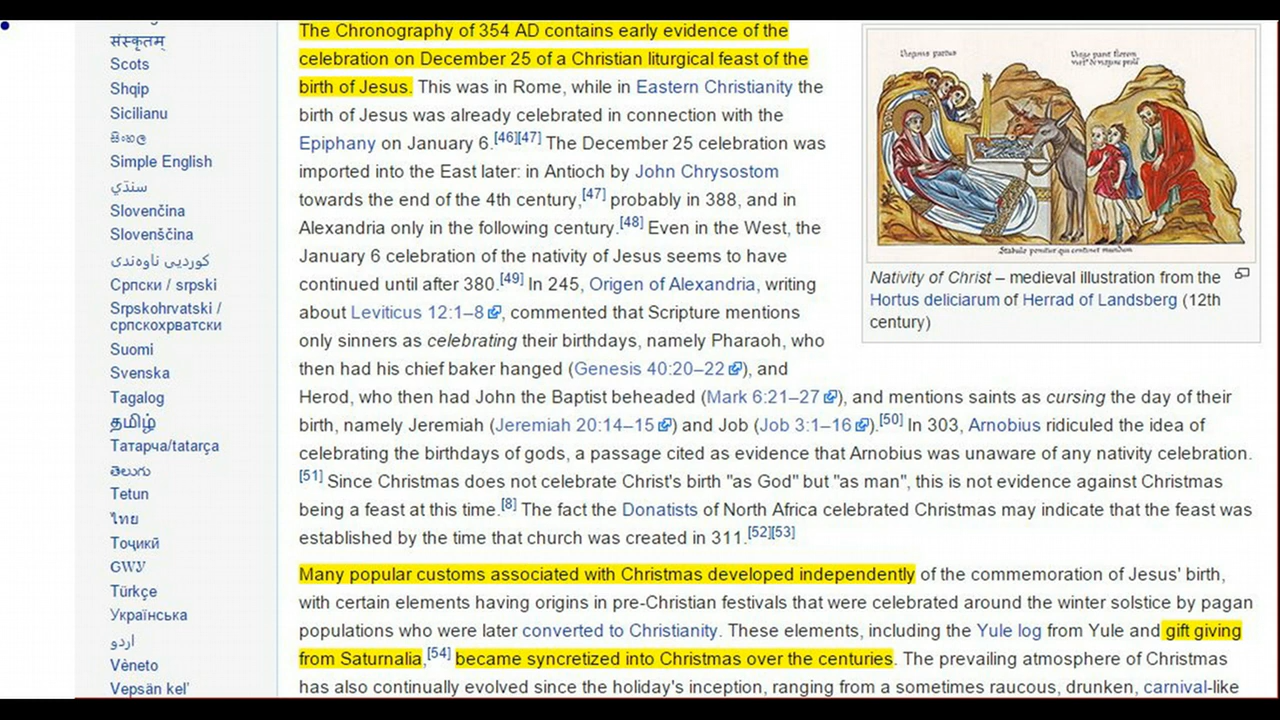 संस्कृतम्
Scots
Shqip
Sicilianu
සිංහල
Simple English
سنڌي
Slovenčina
Slovenščina
کوردیی ناوەندی
Српски / srpski
Srpskohrvatski /
српскохрватски
Suomi
Svenska
Tagalog
தமிழ்
Татарча/tatarça
తెలుగు
Tetun
ไทย
Тоҷикӣ
ᏣᎳᎩ
Türkçe
Українська
اردو
Vèneto
Vepsän kel’
The Chronography of 354 AD contains early evidence of the
celebration on December 25 of a Christian liturgical feast of the
birth of Jesus. This was in Rome, while in Eastern Christianity the
birth of Jesus was already celebrated in connection with the
Epiphany on January 6.[46][47] The December 25 celebration was
imported into the East later: in Antioch by John Chrysostom
towards the end of the 4th century,[47] probably in 388, and in
Alexandria only in the following century.[48] Even in the West, the
January 6 celebration of the nativity of Jesus seems to have
continued until after 380.[49] In 245, Origen of Alexandria, writing
about Leviticus 12:1–8, commented that Scripture mentions
only sinners as celebrating their birthdays, namely Pharaoh, who
then had his chief baker hanged (Genesis 40:20–22), and
Herod, who then had John the Baptist beheaded (Mark 6:21–27), and mentions saints as cursing the day of their
birth, namely Jeremiah (Jeremiah 20:14–15) and Job (Job 3:1–16).[50] In 303, Arnobius ridiculed the idea of
celebrating the birthdays of gods, a passage cited as evidence that Arnobius was unaware of any nativity celebration.
[51] Since Christmas does not celebrate Christ's birth "as God" but "as man", this is not evidence against Christmas
being a feast at this time.[8] The fact the Donatists of North Africa celebrated Christmas may indicate that the feast was
established by the time that church was created in 311.[52][53]
Many popular customs associated with Christmas developed independently of the commemoration of Jesus' birth,
with certain elements having origins in pre-Christian festivals that were celebrated around the winter solstice by pagan
populations who were later converted to Christianity. These elements, including the Yule log from Yule and gift giving
from Saturnalia,[54] became syncretized into Christmas over the centuries. The prevailing atmosphere of Christmas
has also continually evolved since the holiday's inception, ranging from a sometimes raucous, drunken, carnival-like
Virginis partus
Stabulo ponitur qui continet mundum
Nativity of Christ – medieval illustration from the
Hortus deliciarum of Herrad of Landsberg (12th
century)